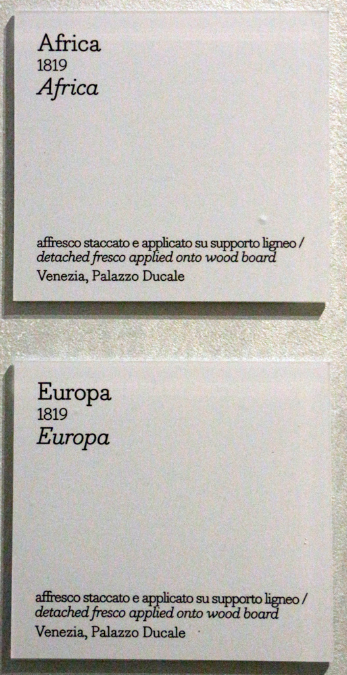 Africa
1819
Africa
affresco staccato e applicato su supporto ligneo /
detached fresco applied onto wood board
Venezia, Palazzo Ducale
Europa
1819
Europa
affresco staccato e applicato su supporto ligneo /
detached fresco applied onto wood board
Venezia, Palazzo Ducale